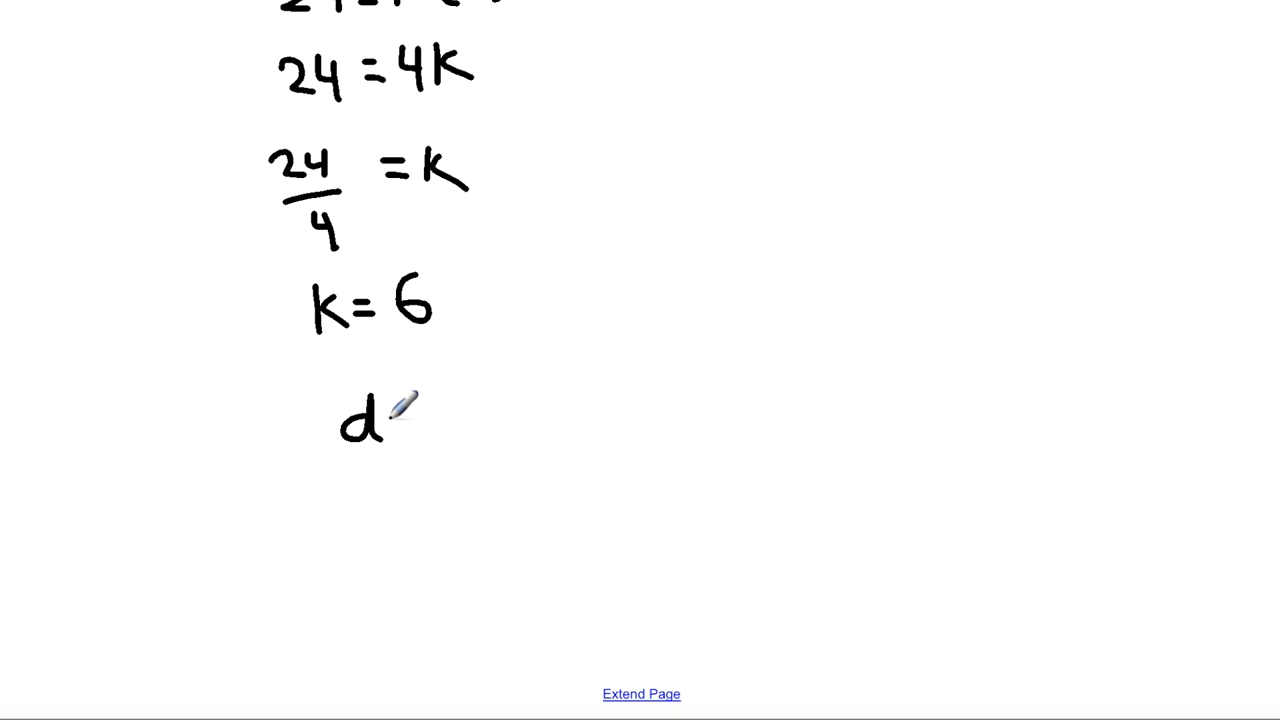 24 = 4k
24/4 = k
k = 6
d
Extend Page